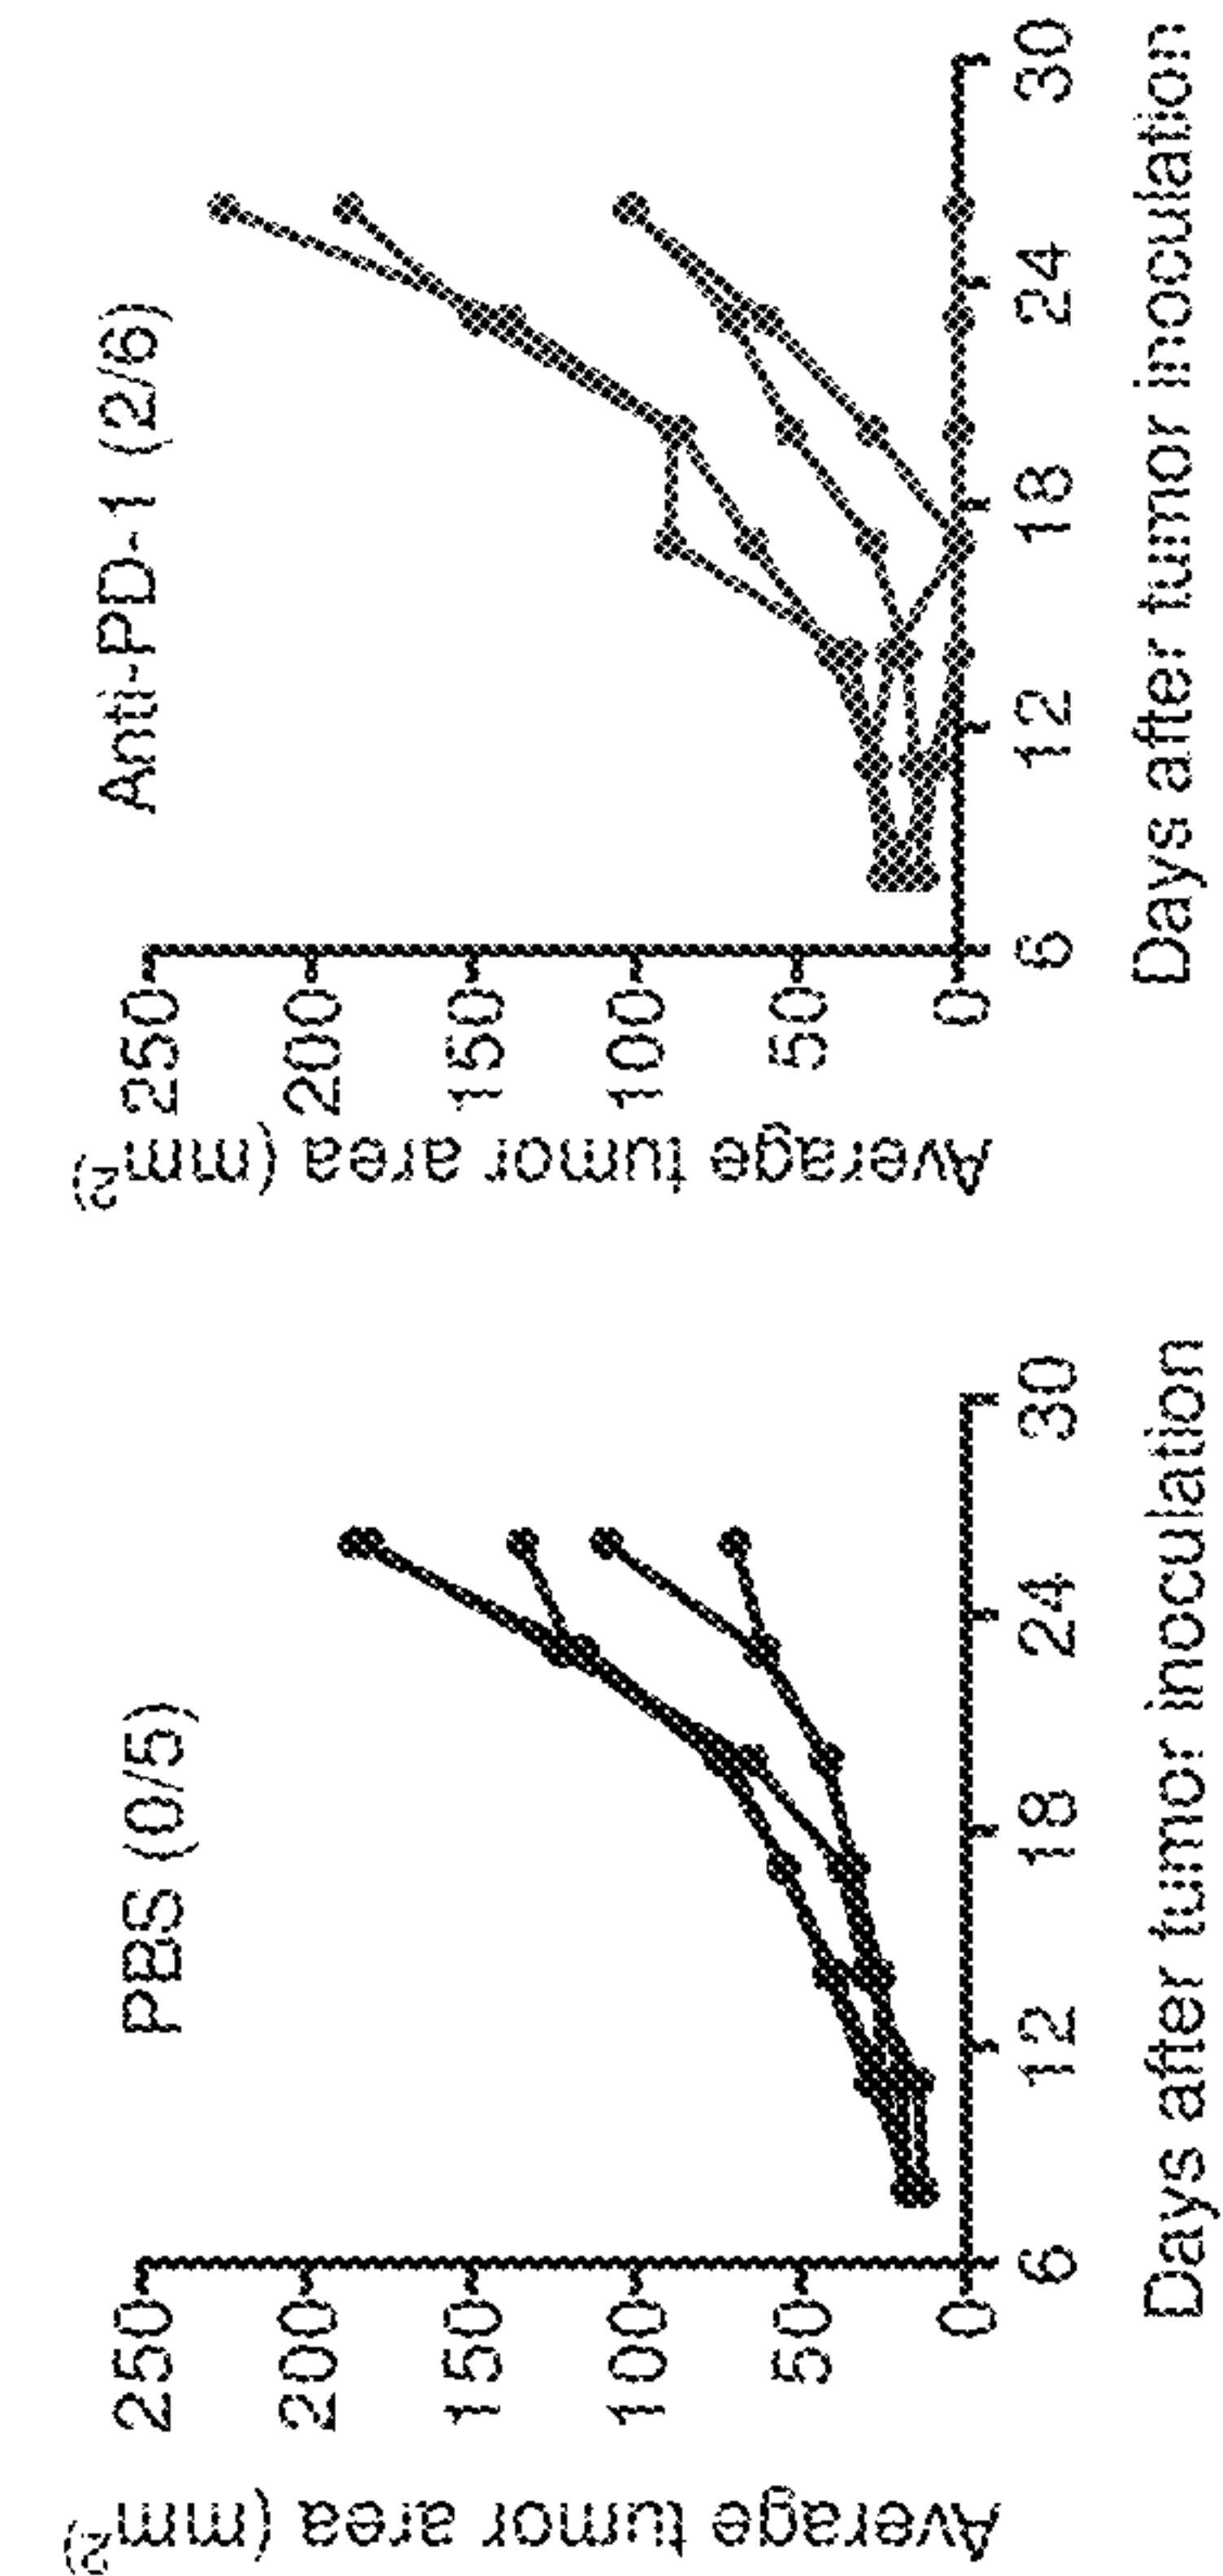 PBS (0/5)
Average tumor area (mm²)
250
200
150
100
50
0
6 12 18 24 30
Days after tumor inoculation
Anti-PD-1 (2/6)
Average tumor area (mm²)
250
200
150
100
50
0
6 12 18 24 30
Days after tumor inoculation